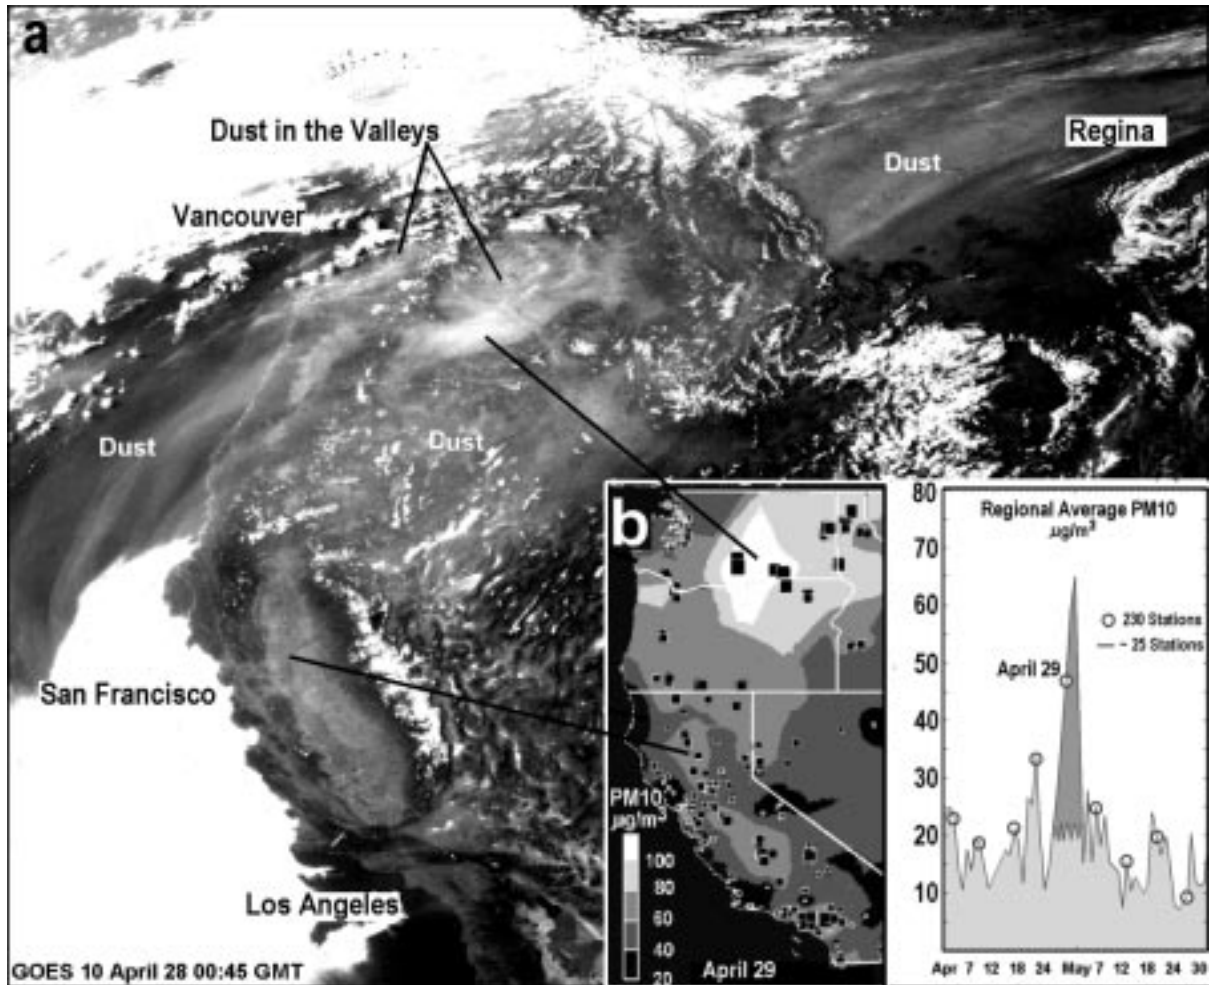 a
Dust in the Valleys
Regina
Dust
Vancouver
Dust
Dust
San Francisco
Los Angeles
GOES 10 April 28 00:45 GMT
b
PM10
µg/m³
100
80
60
40
20
April 29
80
70
60
50
40
30
20
10
Regional Average PM10
µg/m³
230 Stations
~ 25 Stations
April 29
Apr 7 12 18 24 May 7 12 18 24 30